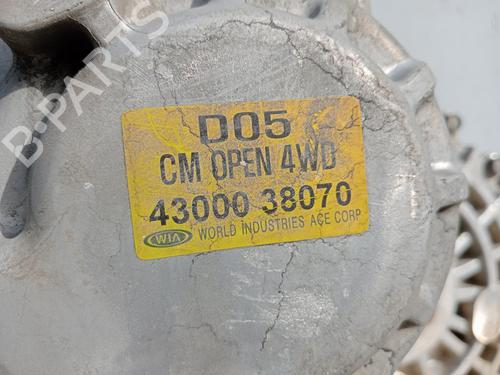 B-PARTS
D05
CM OPEN 4WD
43000 38070
WIA WORLD INDUSTRIES ACE CORP